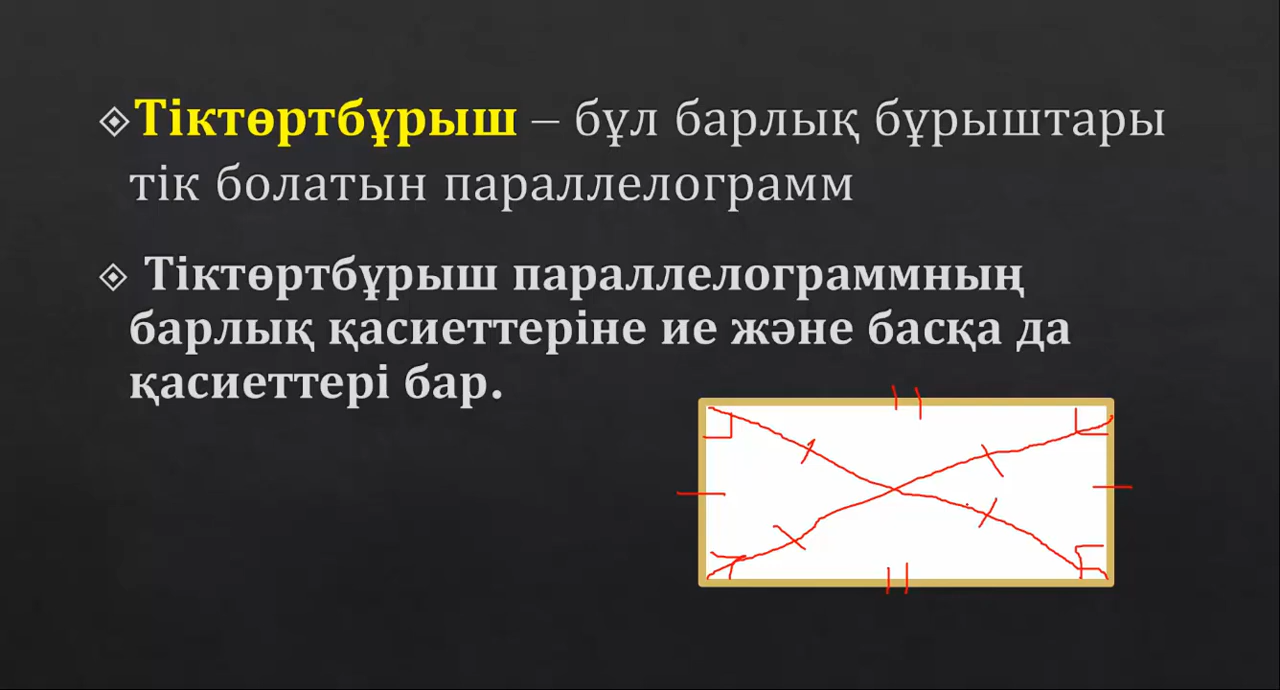 Тіктөртбұрыш – бұл барлық бұрыштары
тік болатын параллелограмм
Тіктөртбұрыш параллелограммның
барлық қасиеттеріне ие және басқа да
қасиеттері бар.